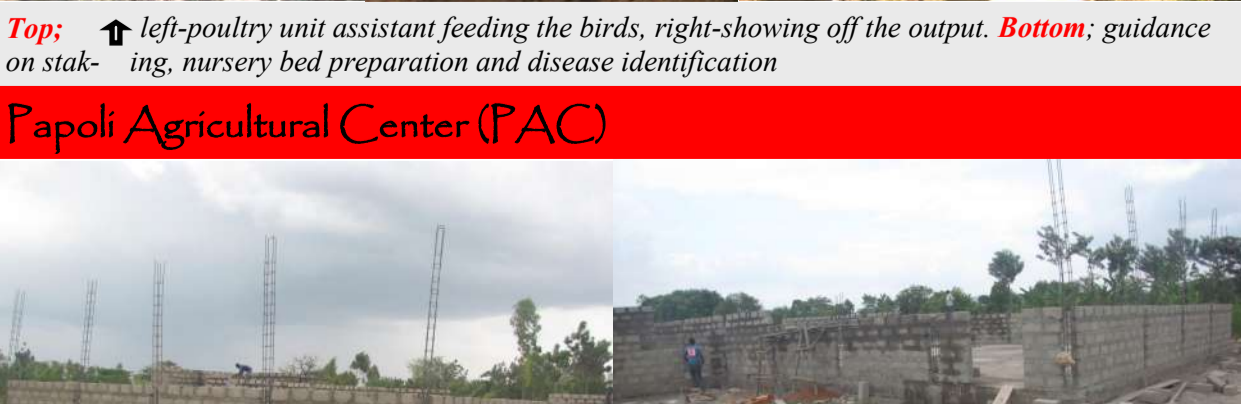 Top; left-poultry unit assistant feeding the birds, right-showing off the output. Bottom; guidance
on stak- ing, nursery bed preparation and disease identification
Papoli Agricultural Center (PAC)